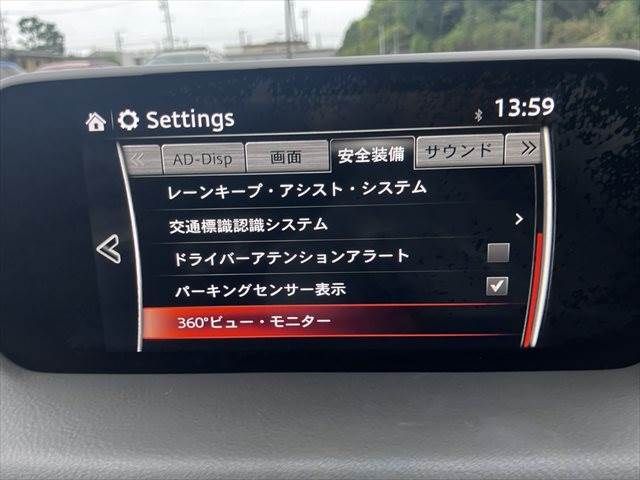 Settings
13:59
AD-Disp 画面 安全装備 サウンド
レーンキープ・アシスト・システム
交通標識認識システム
ドライバーアテンションアラート
パーキングセンサー表示
360°ビュー・モニター